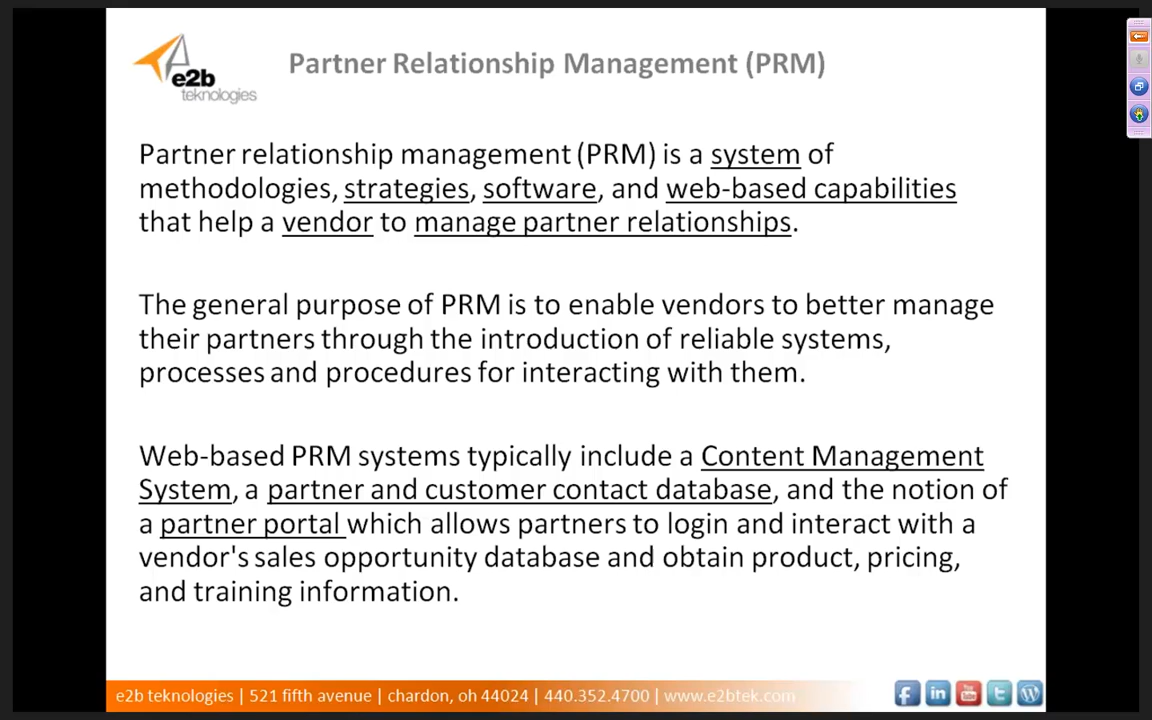 e2b
teknologies
Partner Relationship Management (PRM)
Partner relationship management (PRM) is a system of
methodologies, strategies, software, and web-based capabilities
that help a vendor to manage partner relationships.
The general purpose of PRM is to enable vendors to better manage
their partners through the introduction of reliable systems,
processes and procedures for interacting with them.
Web-based PRM systems typically include a Content Management
System, a partner and customer contact database, and the notion of
a partner portal which allows partners to login and interact with a
vendor's sales opportunity database and obtain product, pricing,
and training information.
e2b teknologies | 521 fifth avenue | chardon, oh 44024 | 440.352.4700 | www.e2btek.com